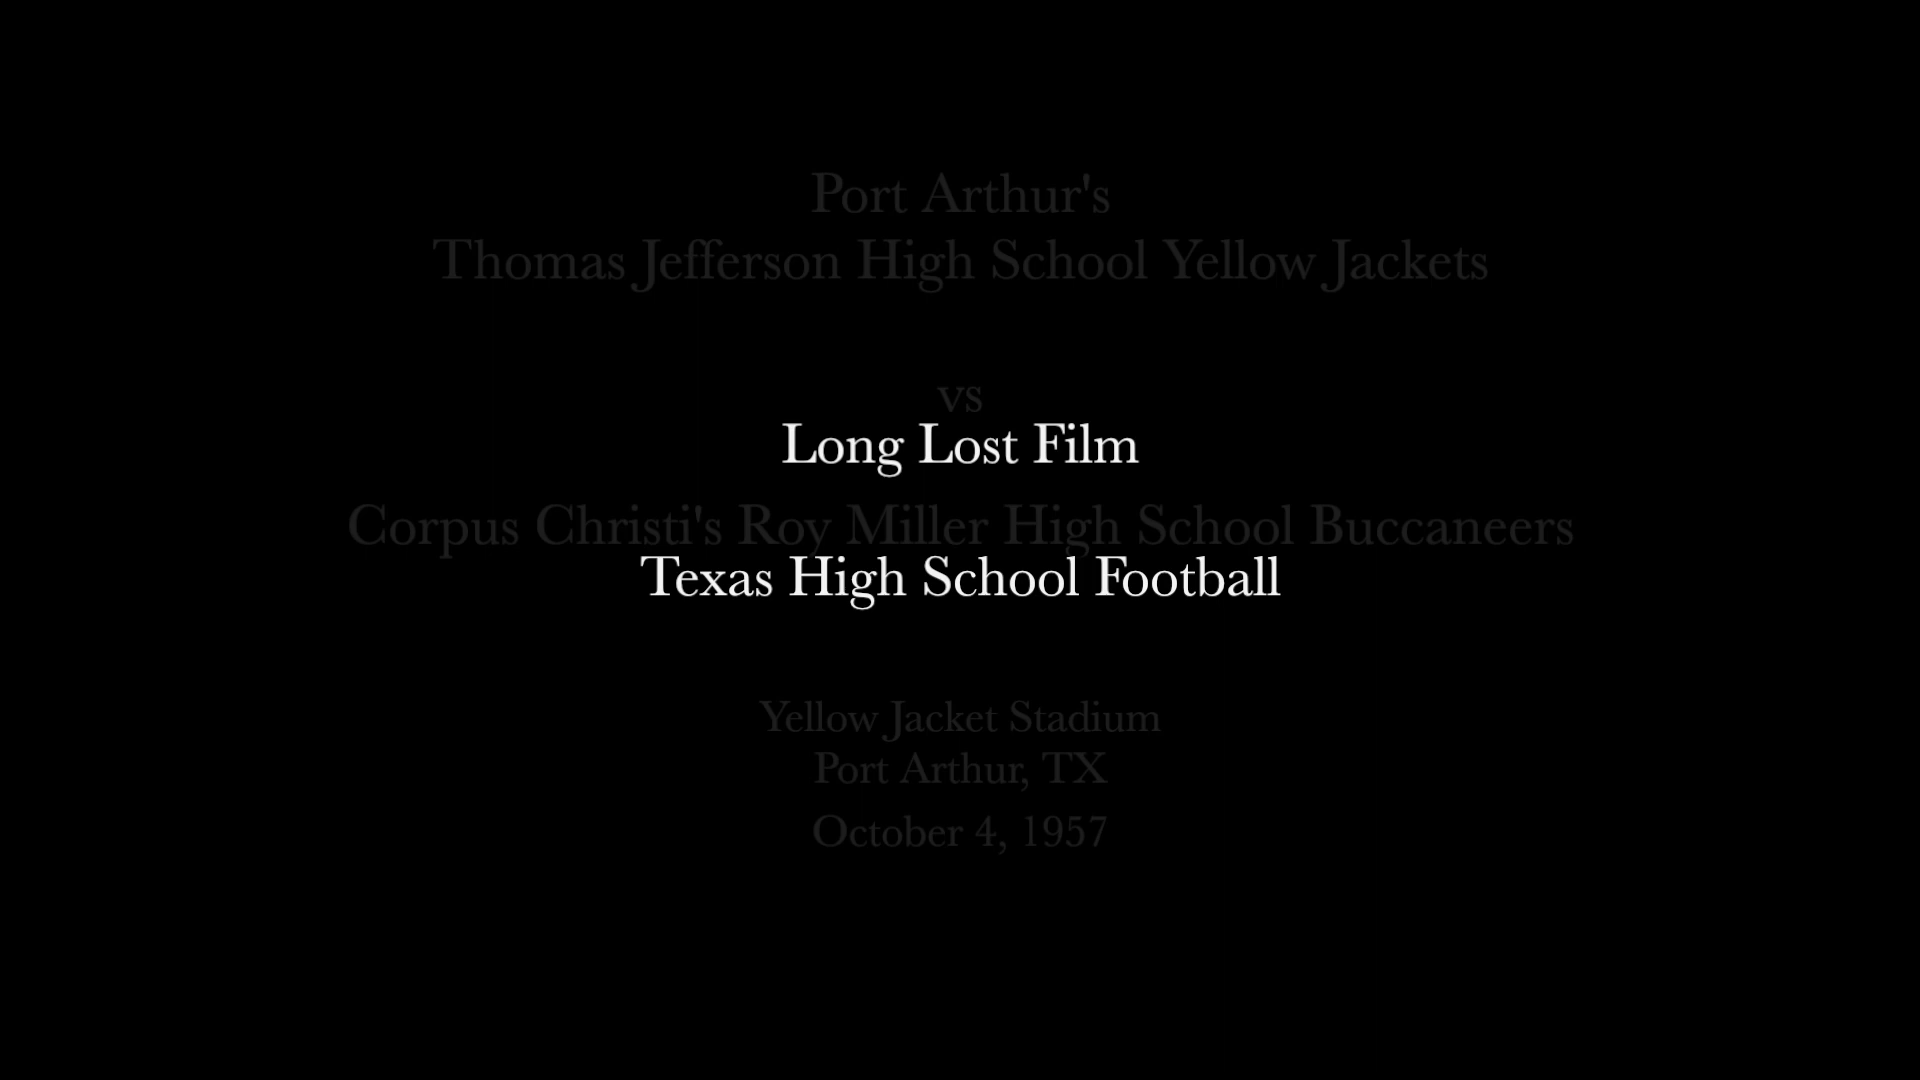 Port Arthur's
Thomas Jefferson High School Yellow Jackets
vs
Long Lost Film
Corpus Christi's Roy Miller High School Buccaneers
Texas High School Football
Yellow Jacket Stadium
Port Arthur, TX
October 4, 1957